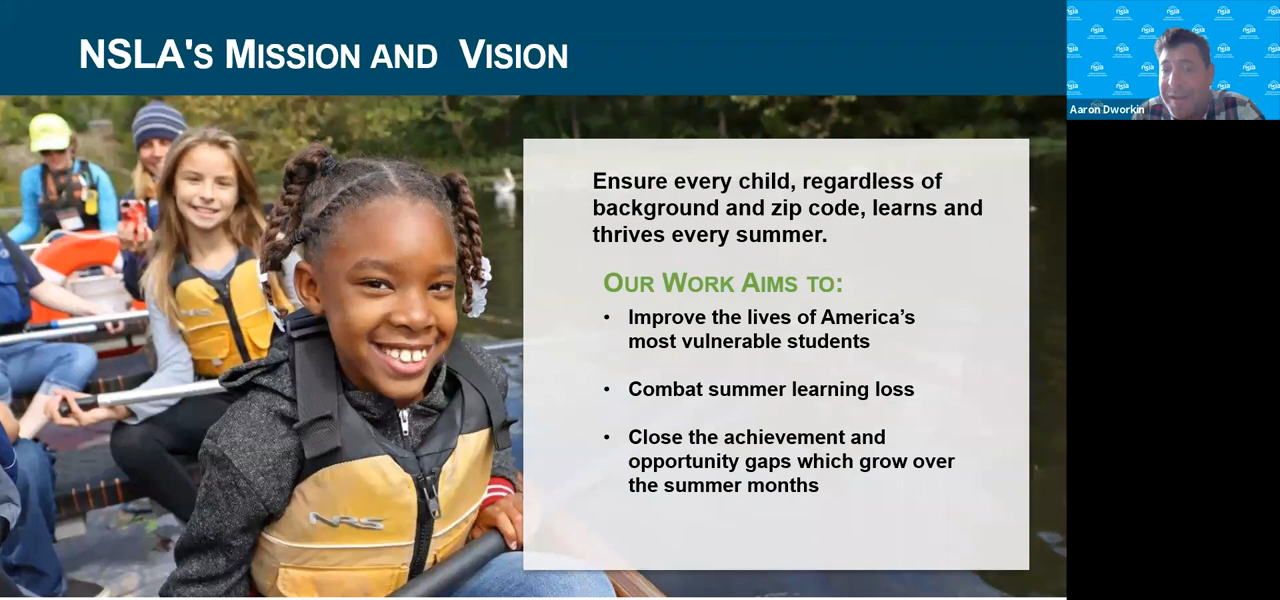 NSLA'S MISSION AND VISION
nsla
Aaron Dworkin
Ensure every child, regardless of
background and zip code, learns and
thrives every summer.
OUR WORK AIMS TO:
• Improve the lives of America's
most vulnerable students
• Combat summer learning loss
• Close the achievement and
opportunity gaps which grow over
the summer months
NRS